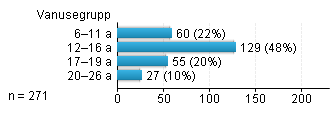 Vanusegrupp
6–11 a 60 (22%)
12–16 a 129 (48%)
17–19 a 55 (20%)
20–26 a 27 (10%)
n = 271
0 50 100 150 200